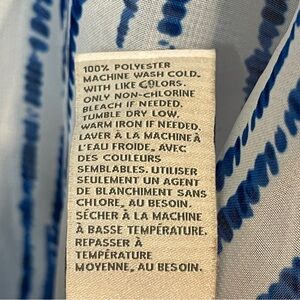 100% POLYESTER
MACHINE WASH COLD.
WITH LIKE COLORS.
ONLY NON-CHLORINE
BLEACH IF NEEDED.
TUMBLE DRY LOW.
WARM IRON IF NEEDED.
LAVER À LA MACHINE À
L'EAU FROIDE, AVEC
DES COULEURS
SEMBLABLES. UTILISER
SEULEMENT UN AGENT
DE BLANCHIMENT SANS
CHLORE, AU BESOIN.
SÉCHER À LA MACHINE
À BASSE TEMPÉRATURE.
REPASSER À
TEMPÉRATURE
MOYENNE, AU BESOIN.